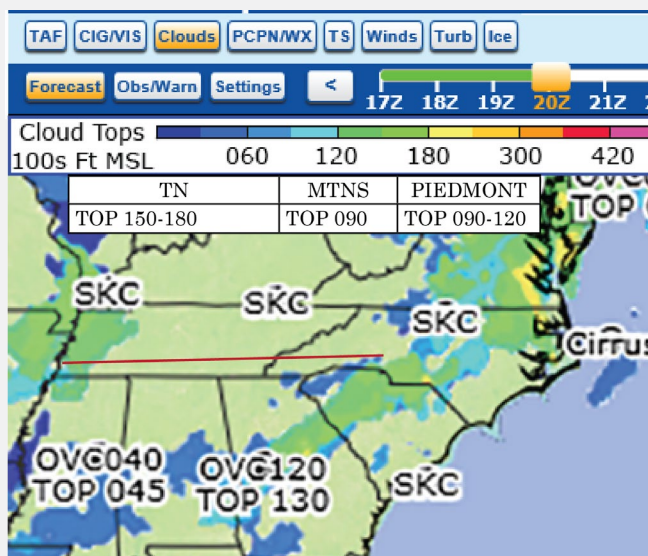 TAF CIG/VIS Clouds PCPN/WX TS Winds Turb Ice
Forecast Obs/Warn Settings <
17Z 18Z 19Z 20Z 21Z
Cloud Tops
100s Ft MSL 060 120 180 300 420
TN MTNS PIEDMONT
TOP 150-180 TOP 090 TOP 090-120
TOP
SKC
SKC
SKC
Cirrus
OVC040
TOP 045
OVC120
TOP 130
SKC